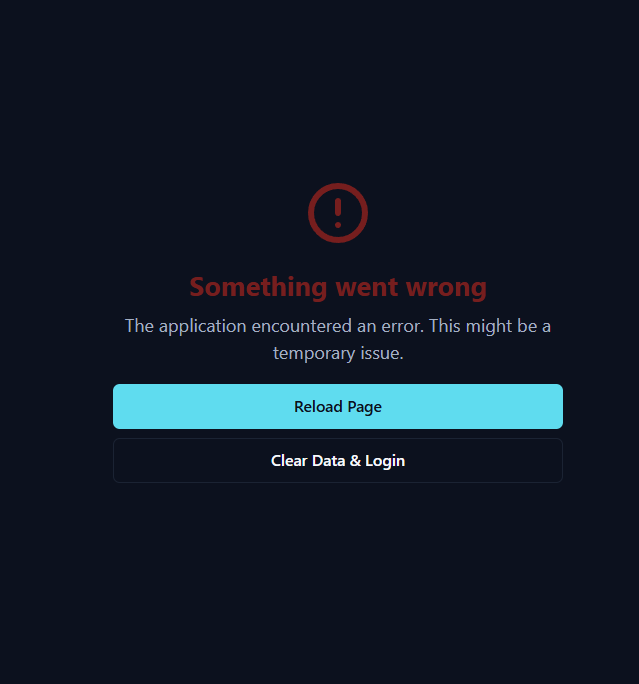 Something went wrong
The application encountered an error. This might be a
temporary issue.
Reload Page
Clear Data & Login